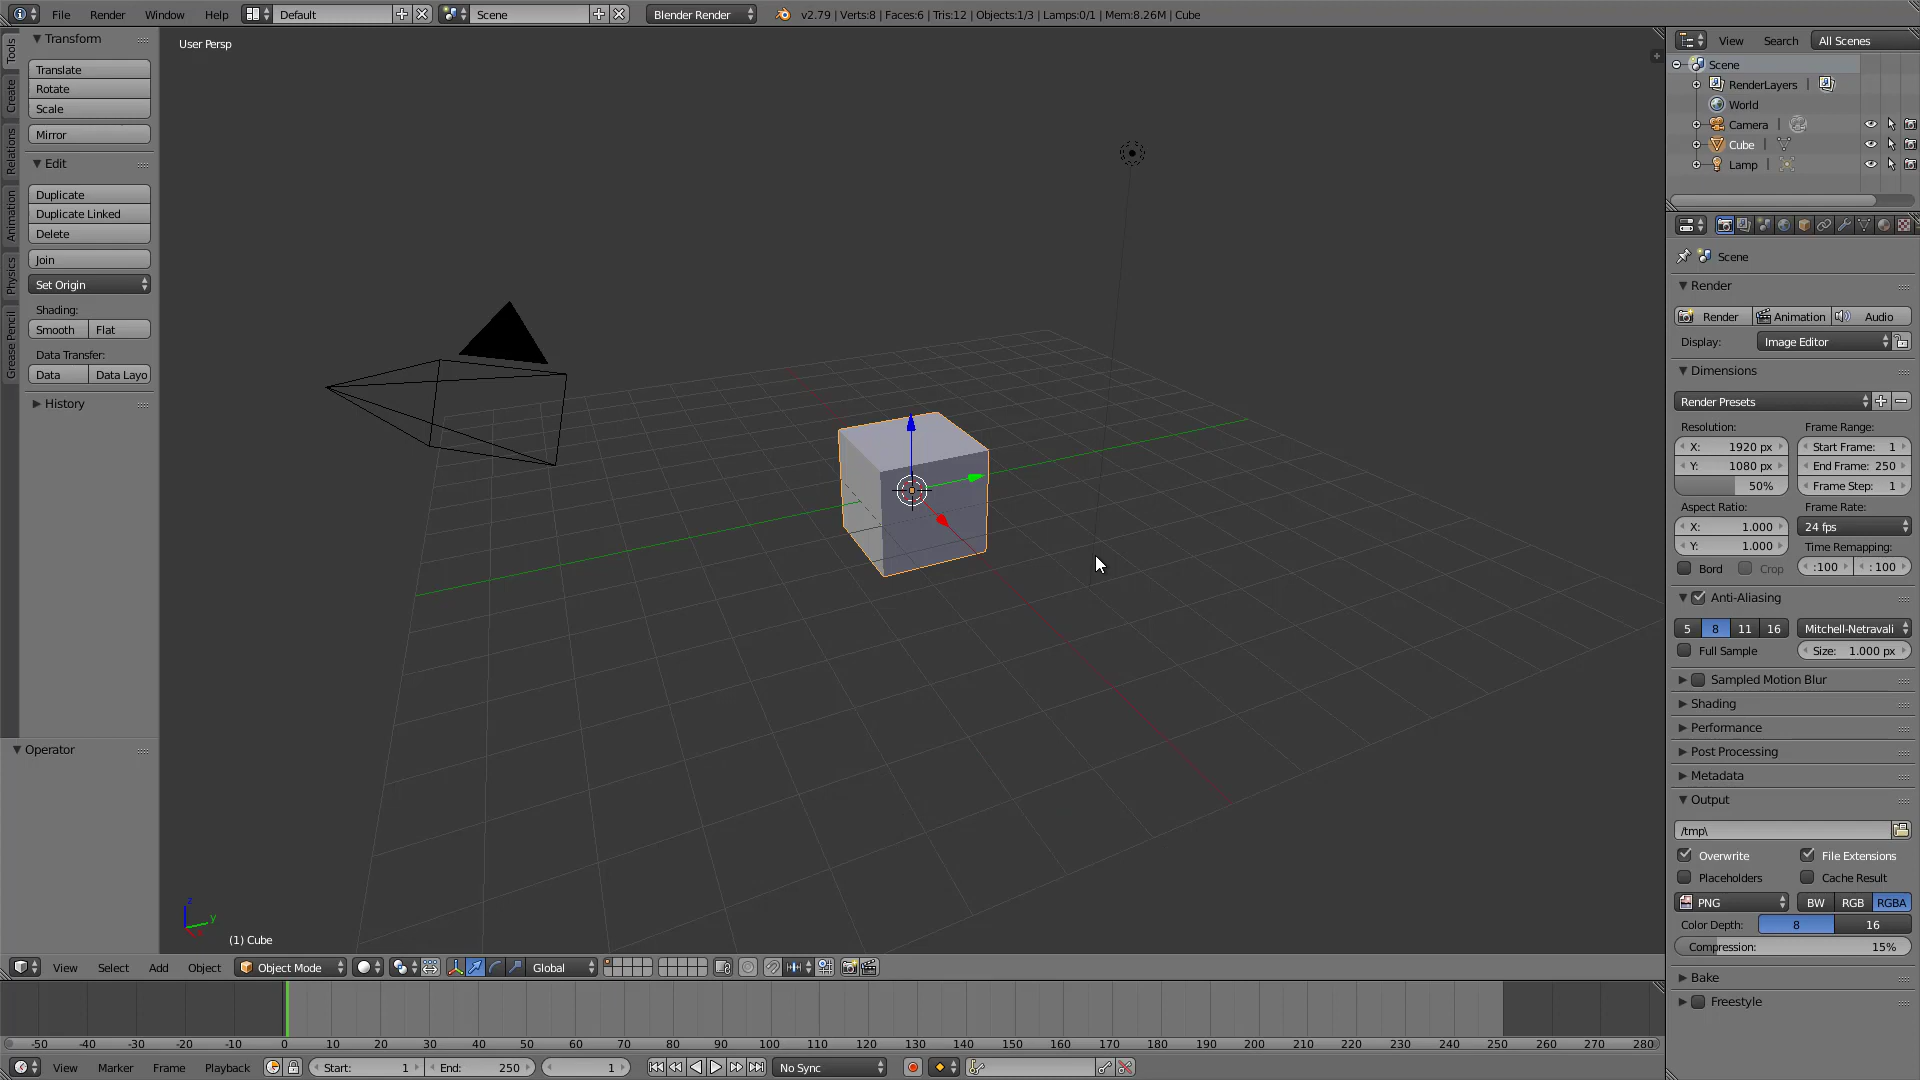 File Render Window Help Default Scene Blender Render v2.79 | Verts:8 | Faces:6 | Tris:12 | Objects:1/3 | Lamps:0/1 | Mem:8.26M | Cube
Tools
Create
Relations
Animation
Physics
Grease Pencil
Transform
Translate
Rotate
Scale
Mirror
Edit
Duplicate
Duplicate Linked
Delete
Join
Set Origin
Shading:
Smooth Flat
Data Transfer:
Data Data Layo
History
Operator
User Persp
z
y
(1) Cube
View Select Add Object Object Mode Global
-50 -40 -30 -20 -10 0 10 20 30 40 50 60 70 80 90 100 110 120 130 140 150 160 170 180 190 200 210 220 230 240 250 260 270 280
View Marker Frame Playback Start: 1 End: 250 1 No Sync
View Search All Scenes
Scene
RenderLayers |
World
Camera |
Cube |
Lamp |
Scene
Render
Render Animation Audio
Display: Image Editor
Dimensions
Render Presets
Resolution: Frame Range:
X: 1920 px Start Frame: 1
Y: 1080 px End Frame: 250
50% Frame Step: 1
Aspect Ratio: Frame Rate:
X: 1.000 24 fps
Y: 1.000 Time Remapping:
Bord Crop :100 : 100
Anti-Aliasing
5 8 11 16 Mitchell-Netravali
Full Sample Size: 1.000 px
Sampled Motion Blur
Shading
Performance
Post Processing
Metadata
Output
/tmp\
Overwrite File Extensions
Placeholders Cache Result
PNG BW RGB RGBA
Color Depth: 8 16
Compression: 15%
Bake
Freestyle